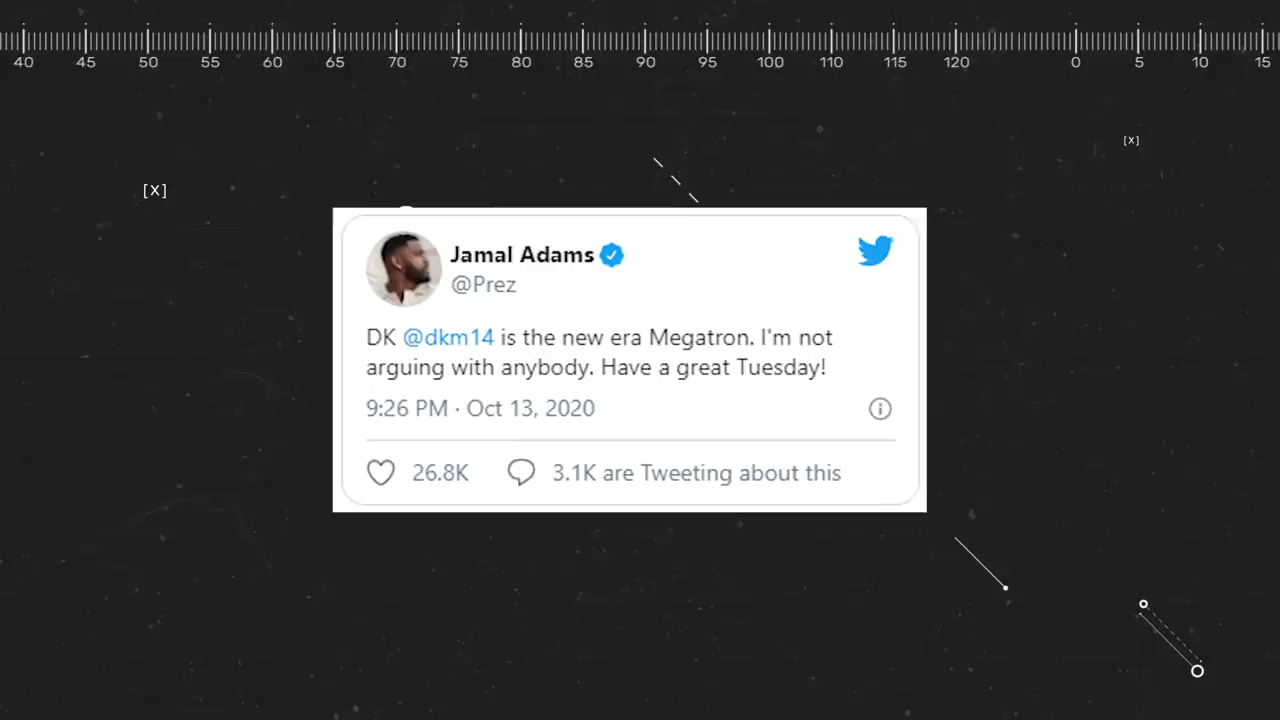 40 45 50 55 60 65 70 75 80 85 90 95 100 110 115 120 0 5 10 15
[X]
[X]
Jamal Adams
@Prez
DK @dkm14 is the new era Megatron. I'm not
arguing with anybody. Have a great Tuesday!
9:26 PM · Oct 13, 2020
26.8K 3.1K are Tweeting about this